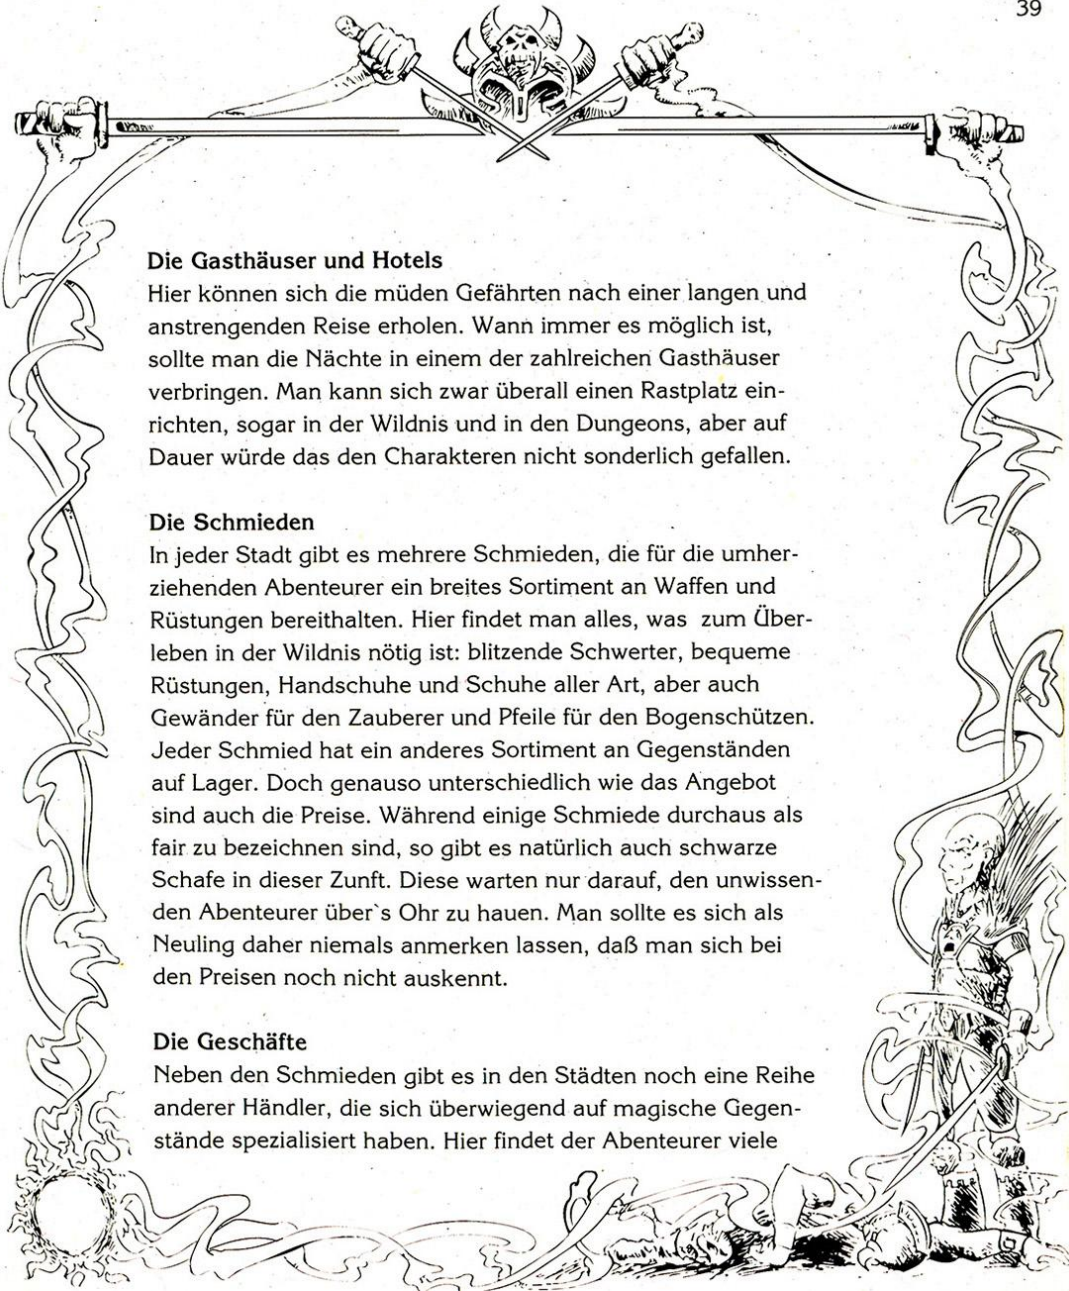 39
Die Gasthäuser und Hotels
Hier können sich die müden Gefährten nach einer langen und
anstrengenden Reise erholen. Wann immer es möglich ist,
sollte man die Nächte in einem der zahlreichen Gasthäuser
verbringen. Man kann sich zwar überall einen Rastplatz ein-
richten, sogar in der Wildnis und in den Dungeons, aber auf
Dauer würde das den Charakteren nicht sonderlich gefallen.
Die Schmieden
In jeder Stadt gibt es mehrere Schmieden, die für die umher-
ziehenden Abenteurer ein breites Sortiment an Waffen und
Rüstungen bereithalten. Hier findet man alles, was zum Über-
leben in der Wildnis nötig ist: blitzende Schwerter, bequeme
Rüstungen, Handschuhe und Schuhe aller Art, aber auch
Gewänder für den Zauberer und Pfeile für den Bogenschützen.
Jeder Schmied hat ein anderes Sortiment an Gegenständen
auf Lager. Doch genauso unterschiedlich wie das Angebot
sind auch die Preise. Während einige Schmiede durchaus als
fair zu bezeichnen sind, so gibt es natürlich auch schwarze
Schafe in dieser Zunft. Diese warten nur darauf, den unwissen-
den Abenteurer über`s Ohr zu hauen. Man sollte es sich als
Neuling daher niemals anmerken lassen, daß man sich bei
den Preisen noch nicht auskennt.
Die Geschäfte
Neben den Schmieden gibt es in den Städten noch eine Reihe
anderer Händler, die sich überwiegend auf magische Gegen-
stände spezialisiert haben. Hier findet der Abenteurer viele